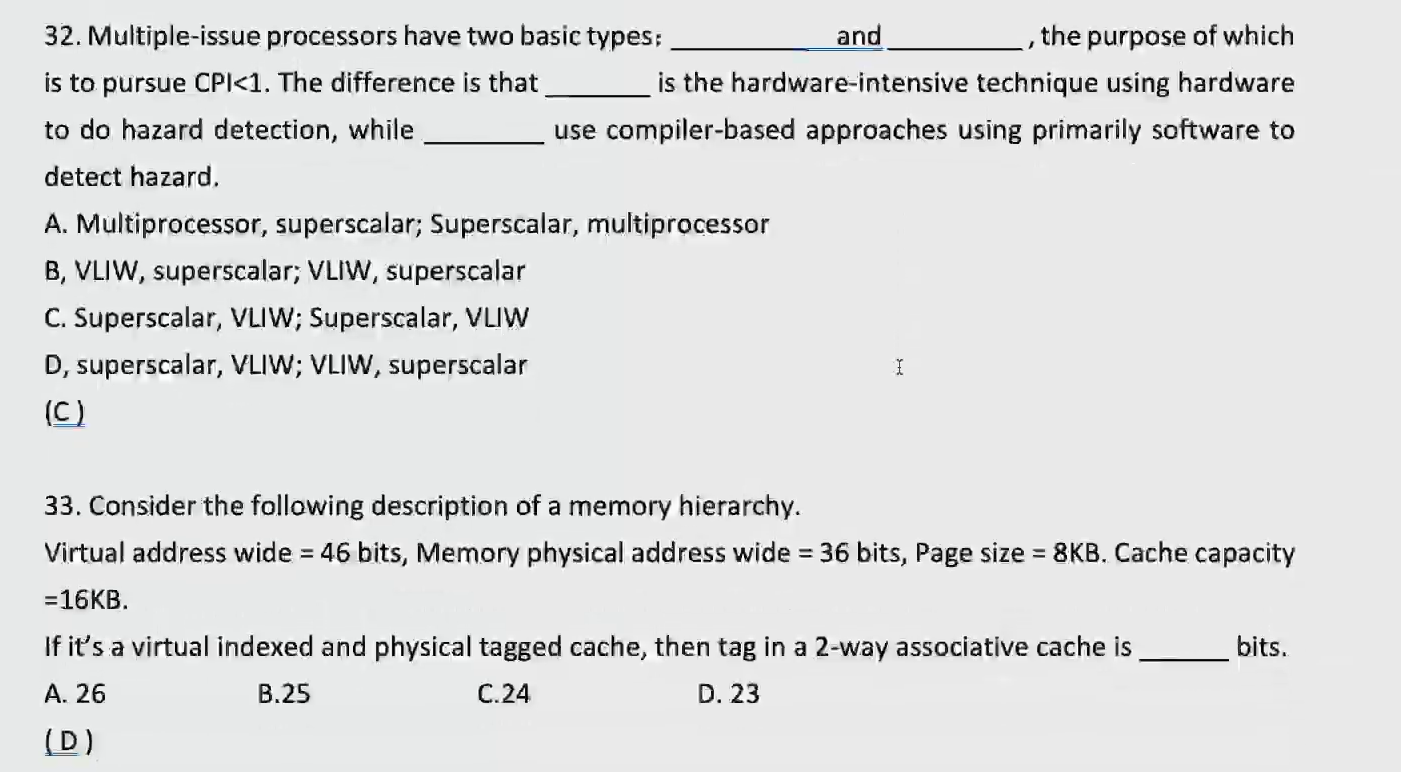 32. Multiple-issue processors have two basic types: ____________ and __________, the purpose of which
is to pursue CPI<1. The difference is that ________ is the hardware-intensive technique using hardware
to do hazard detection, while _________ use compiler-based approaches using primarily software to
detect hazard.
A. Multiprocessor, superscalar; Superscalar, multiprocessor
B, VLIW, superscalar; VLIW, superscalar
C. Superscalar, VLIW; Superscalar, VLIW
D, superscalar, VLIW; VLIW, superscalar
(C )
33. Consider the following description of a memory hierarchy.
Virtual address wide = 46 bits, Memory physical address wide = 36 bits, Page size = 8KB. Cache capacity
=16KB.
If it’s a virtual indexed and physical tagged cache, then tag in a 2-way associative cache is _______ bits.
A. 26 B.25 C.24 D. 23
( D )